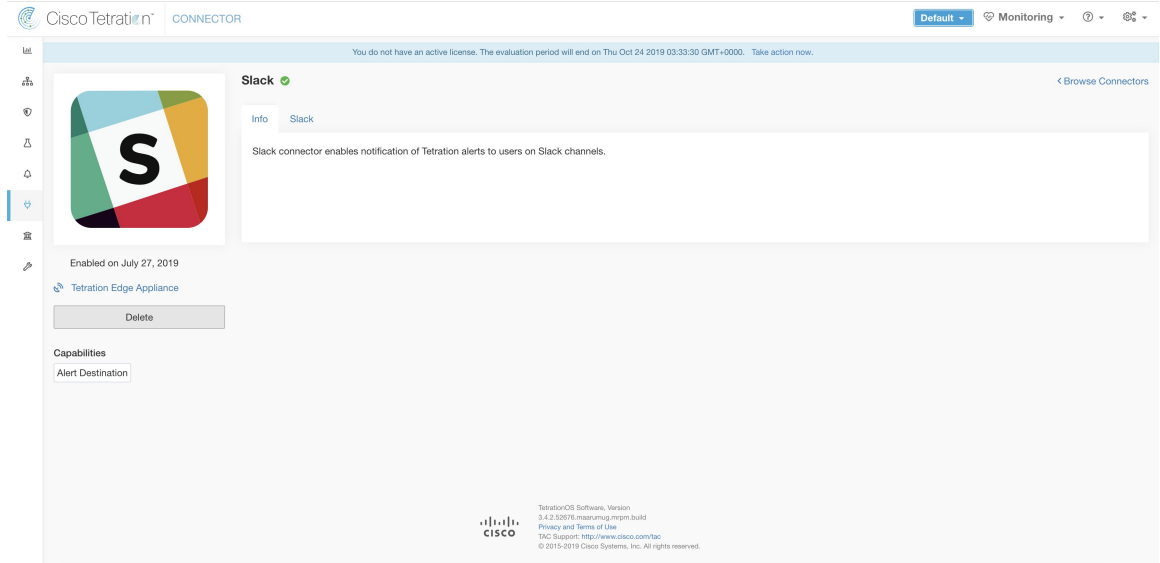 Cisco Tetration™ CONNECTOR Default Monitoring
You do not have an active license. The evaluation period will end on Thu Oct 24 2019 03:33:30 GMT+0000. Take action now.
Slack
Browse Connectors
Info Slack
Slack connector enables notification of Tetration alerts to users on Slack channels.
S
Enabled on July 27, 2019
Tetration Edge Appliance
Delete
Capabilities
Alert Destination
CISCO
TetrationOS Software, Version
3.4.2.52676.maarumug.mrpm.build
Privacy and Terms of Use
TAC Support: http://www.cisco.com/tac
© 2015-2019 Cisco Systems, Inc. All rights reserved.